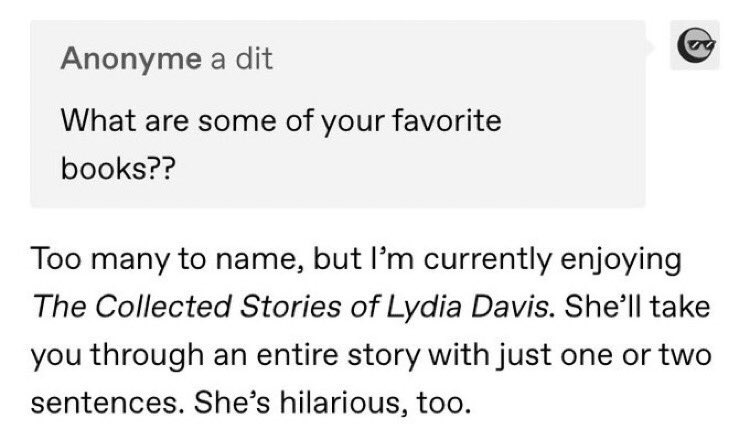 Anonyme a dit
What are some of your favorite
books??
Too many to name, but I’m currently enjoying
The Collected Stories of Lydia Davis. She’ll take
you through an entire story with just one or two
sentences. She’s hilarious, too.